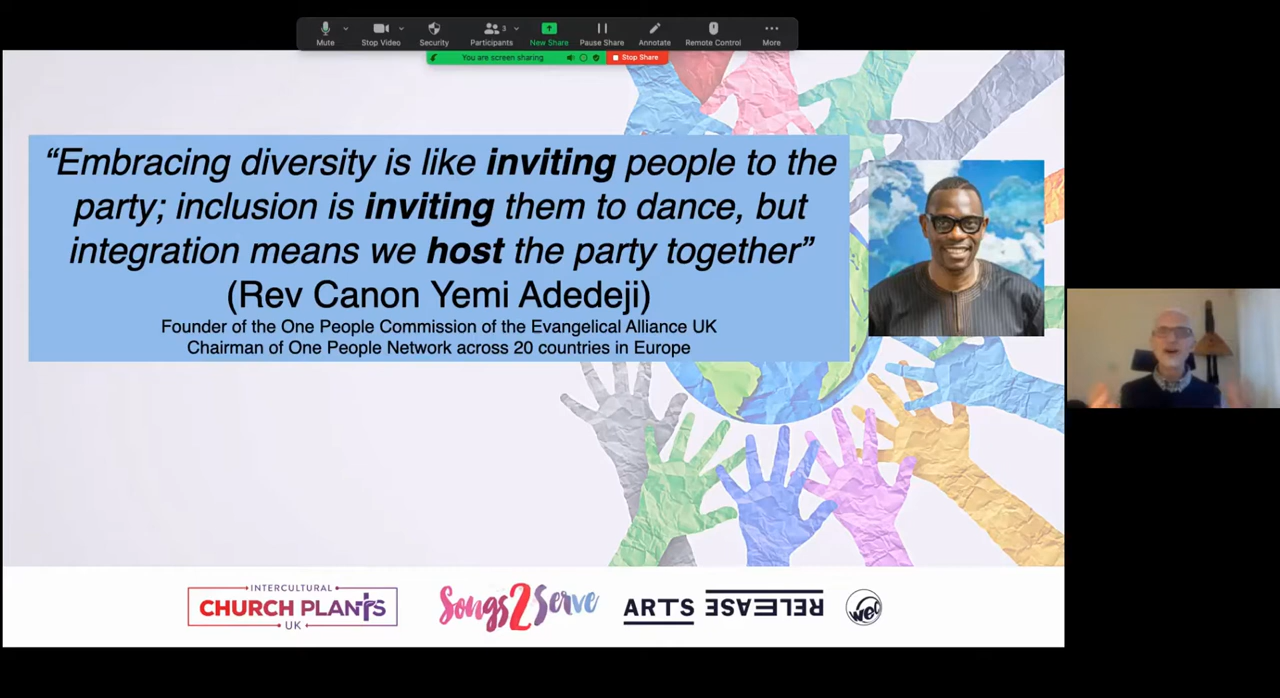 Mute
Stop Video
Security
Participants
3
New Share
Pause Share
Annotate
Remote Control
More
You are screen sharing
Stop Share
“Embracing diversity is like inviting people to the
party; inclusion is inviting them to dance, but
integration means we host the party together”
(Rev Canon Yemi Adedeji)
Founder of the One People Commission of the Evangelical Alliance UK
Chairman of One People Network across 20 countries in Europe
INTERCULTURAL
CHURCH PLANTS
UK
Songs2Serve
ARTS RELEASE
wec